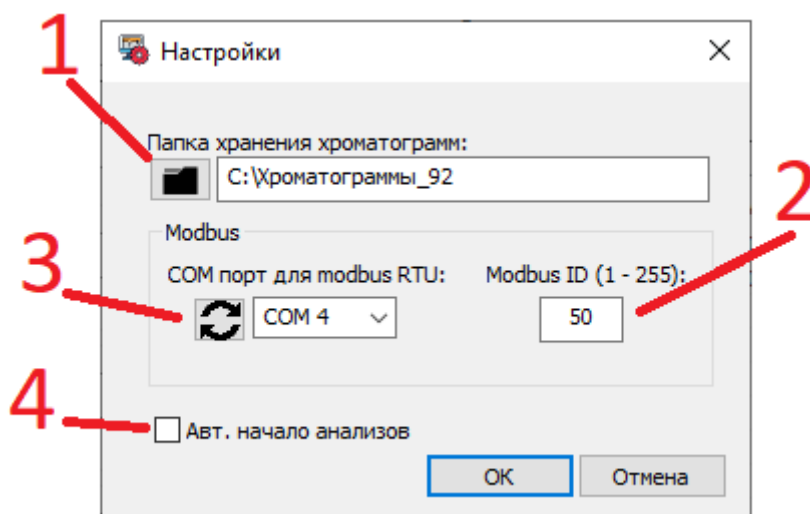 1
Настройки
Папка хранения хроматограмм:
C:\Хроматограммы_92
2
Modbus
3
COM порт для modbus RTU:
Modbus ID (1 - 255):
COM 4
50
4
Авт. начало анализов
OK
Отмена